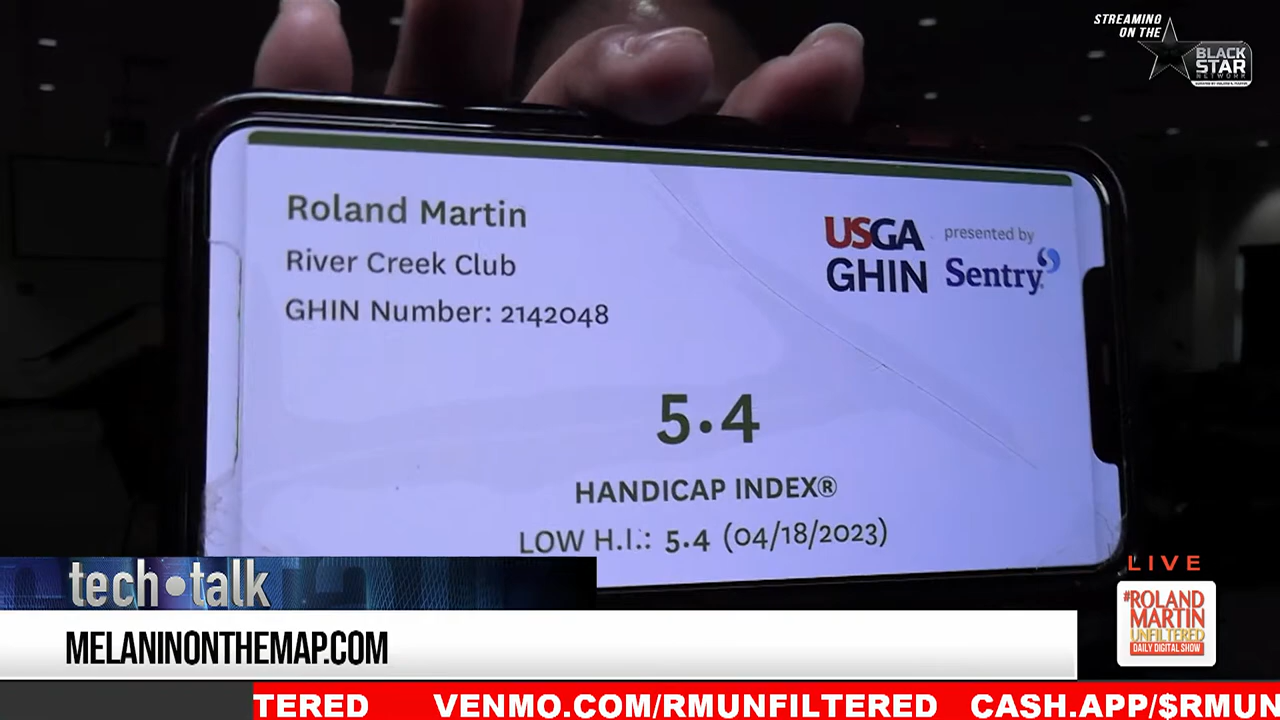 STREAMING
ON THE
BLACK
STAR
NETWORK
Roland Martin
River Creek Club
GHIN Number: 2142048
USGA
GHIN
presented by
Sentry
5.4
HANDICAP INDEX®
LOW H.I.: 5.4 (04/18/2023)
tech•talk
MELANINONTHEMAP.COM
LIVE
#ROLAND
MARTIN
UNFILTERED
DAILY DIGITAL SHOW
TERED VENMO.COM/RMUNFILTERED CASH.APP/$RMUN